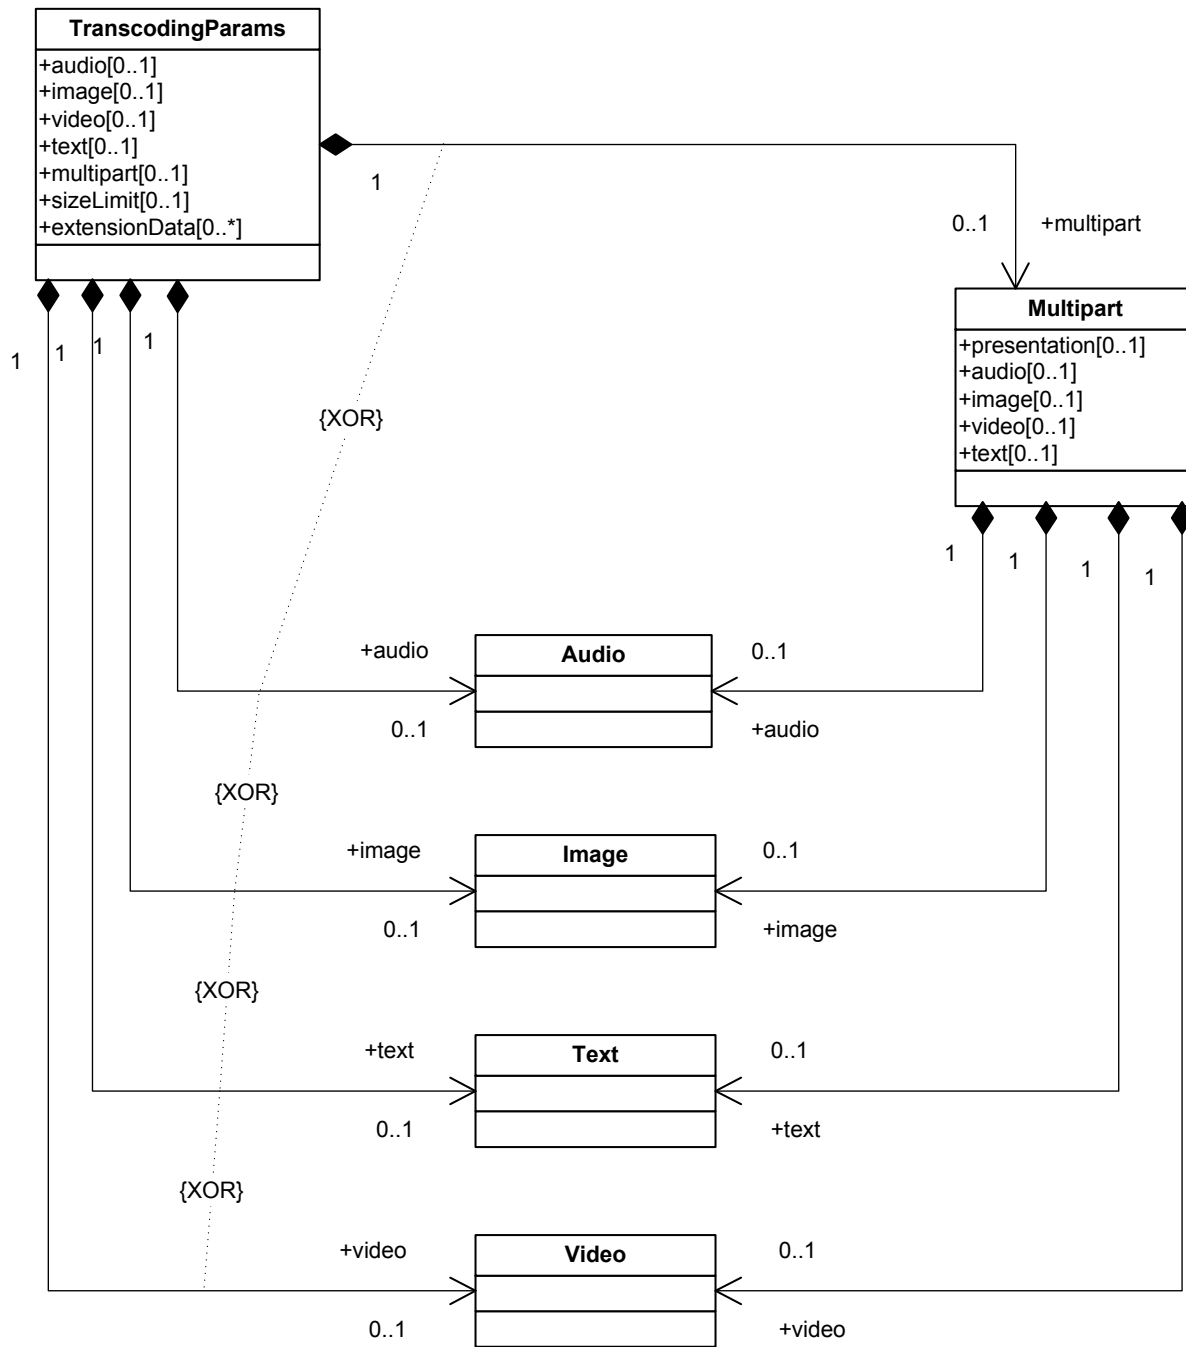 TranscodingParams
+audio[0..1]
+image[0..1]
+video[0..1]
+text[0..1]
+multipart[0..1]
+sizeLimit[0..1]
+extensionData[0..*]
1
0..1 +multipart
Multipart
+presentation[0..1]
+audio[0..1]
+image[0..1]
+video[0..1]
+text[0..1]
1 1 1 1
{XOR}
1 1 1 1
+audio Audio 0..1
0..1 +audio
{XOR}
+image Image 0..1
0..1 +image
{XOR}
+text Text 0..1
0..1 +text
{XOR}
+video Video 0..1
0..1 +video